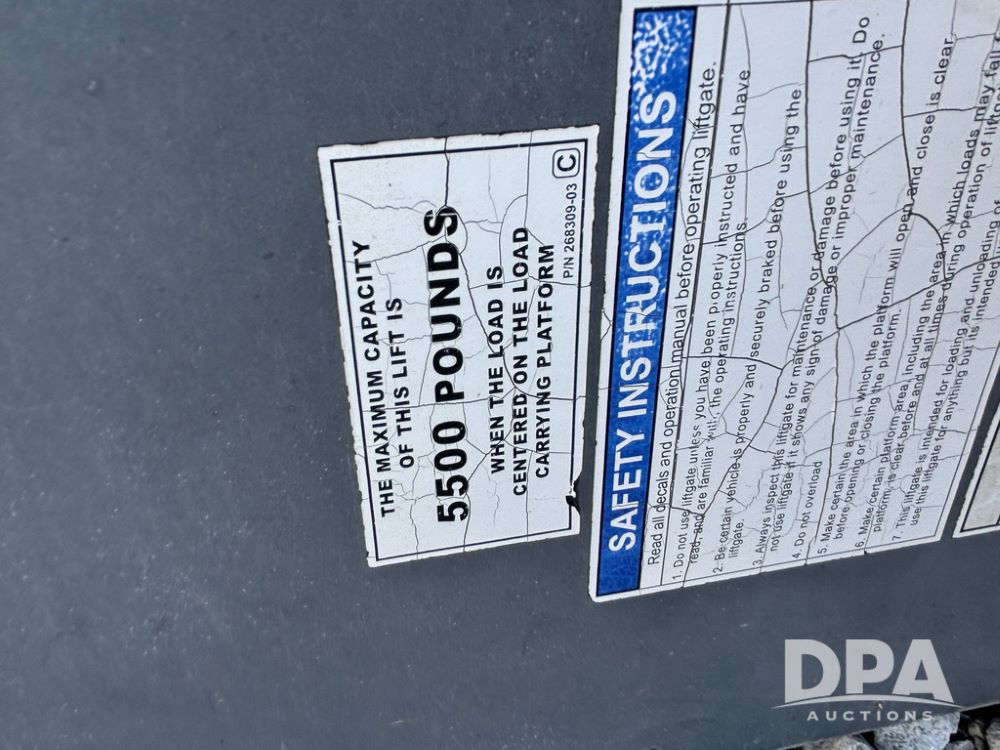 THE MAXIMUM CAPACITY
OF THIS LIFT IS
5500 POUNDS
WHEN THE LOAD IS
CENTERED ON THE LOAD
CARRYING PLATFORM
P/N 268309-03 C
SAFETY INSTRUCTIONS
Read all decals and operation manual before operating liftgate.
1. Do not use liftgate unless you have been properly instructed and have
read, and are familiar with, the operating instructions.
2. Be certain vehicle is properly and securely braked before using the
liftgate.
3. Always inspect this liftgate for maintenance or damage before using it. Do
not use liftgate if it shows any sign of damage or improper maintenance.
4. Do not overload
5. Make certain the area in which the platform will open and close is clear
before opening or closing the platform.
6. Make certain platform area, including the area in which loads may fall
platform, is clear before and at all times during operation of
7. This liftgate is intended for loading and unloading of
use this liftgate for anything but its intended
DPA
AUCTIONS